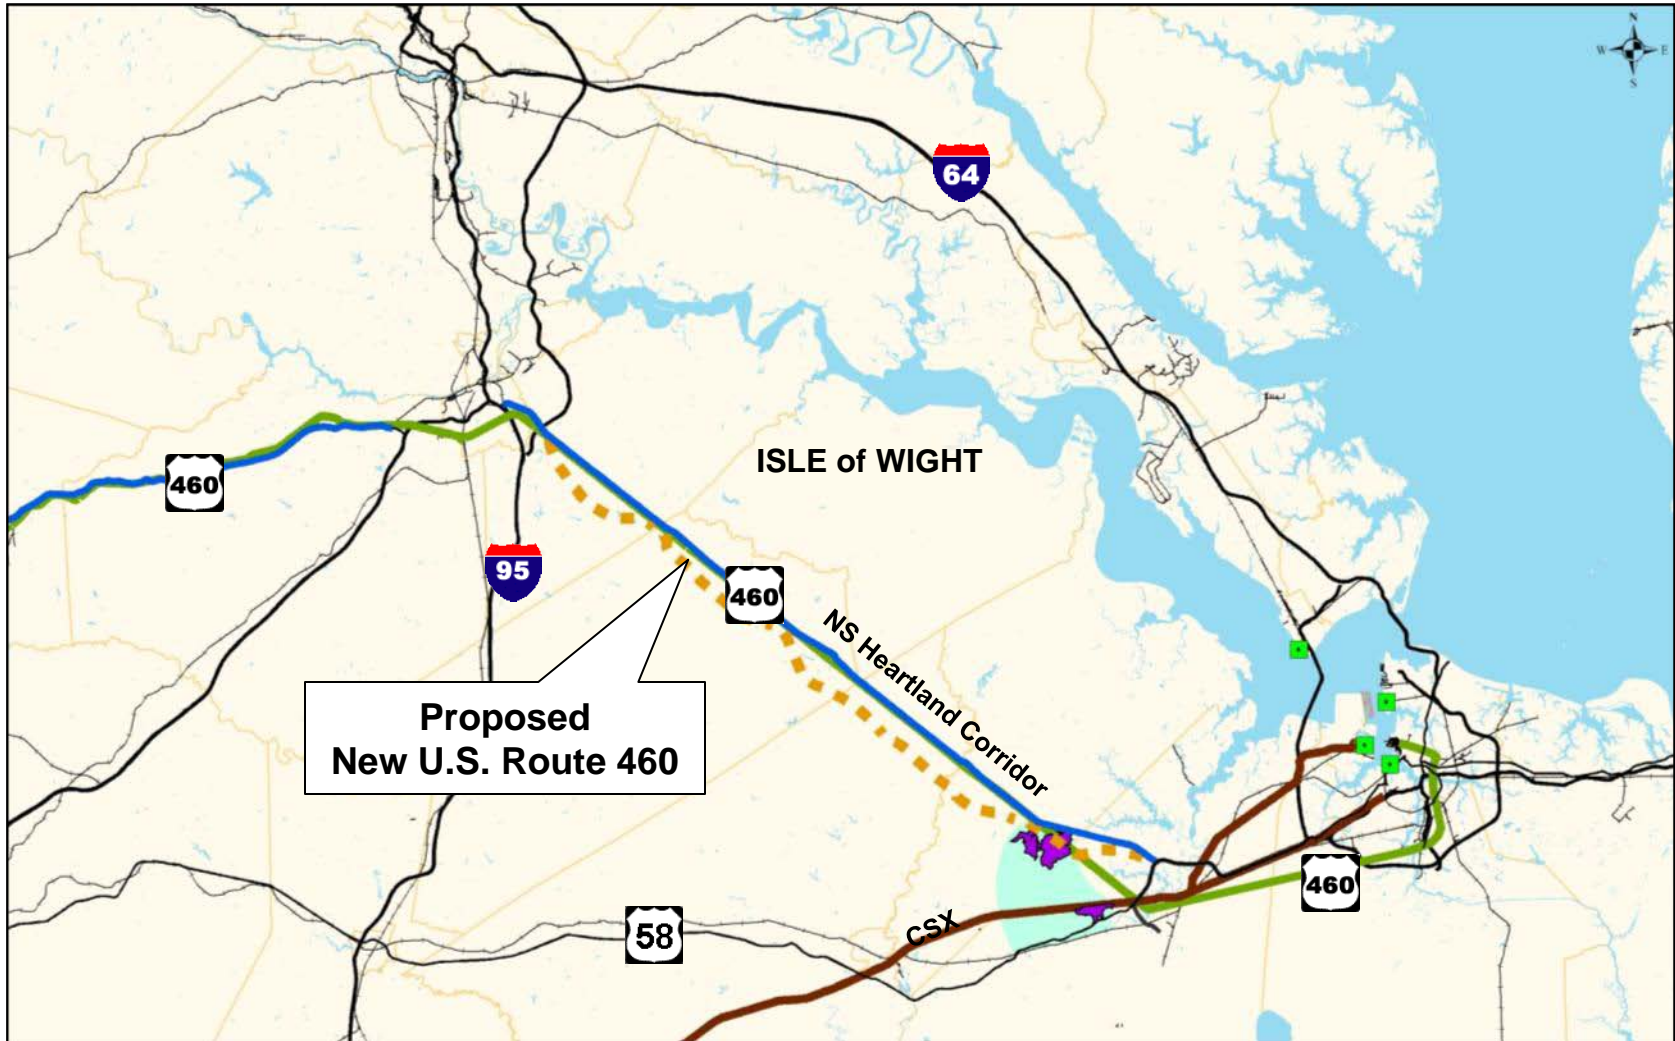 N
W E
S
64
460
ISLE of WIGHT
95
460
NS Heartland Corridor
Proposed
New U.S. Route 460
460
58
CSX